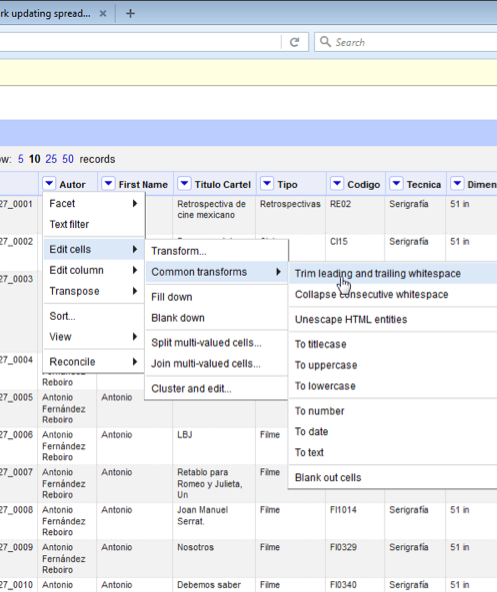 rk updating spread... × +
Search
ow: 5 10 25 50 records
Autor First Name Titulo Cartel Tipo Codigo Tecnica Dimen
27_0001 Retrospectiva de Retrospectivas RE02 Serigrafía 51 in
cine mexicano
27_0002 CI15 Serigrafía 51 in
27_0003
Facet
Text filter
Edit cells
Edit column
Transpose
Sort...
View
Reconcile
Transform...
Common transforms
Fill down
Blank down
Split multi-valued cells...
Join multi-valued cells...
Cluster and edit...
Trim leading and trailing whitespace
Collapse consecutive whitespace
Unescape HTML entities
To titlecase
To uppercase
To lowercase
To number
To date
To text
Blank out cells
27_0004
Reboiro
27_0005 Antonio Antonio
Fernández
Reboiro
27_0006 Antonio Antonio LBJ Filme
Fernández
Reboiro
27_0007 Antonio Antonio Retablo para Filme
Fernández Romeo y Julieta,
Reboiro Un
27_0008 Antonio Antonio Joan Manuel Filme FI1014 Serigrafía 51 in
Fernández Serrat.
Reboiro
27_0009 Antonio Antonio Nosotros Filme FI0329 Serigrafía 51 in
Fernández
Reboiro
27_0010 Antonio Antonio Debemos saber Filme FI0340 Serigrafía 51 in